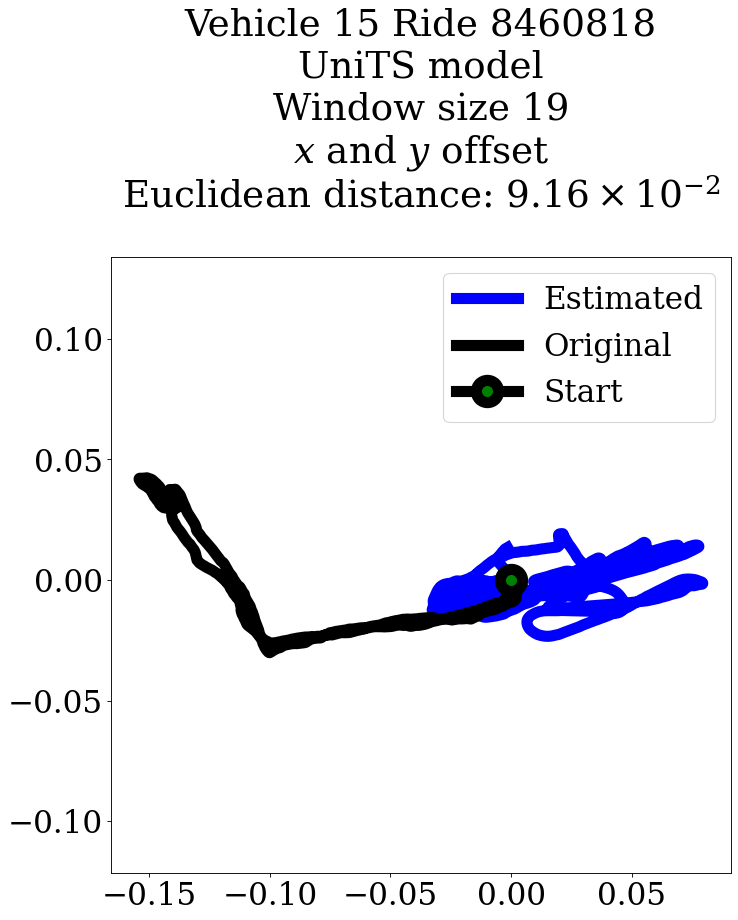 Vehicle 15 Ride 8460818
UniTS model
Window size 19
x and y offset
Euclidean distance: 9.16 × 10⁻²
Estimated
Original
Start
0.10
0.05
0.00
−0.05
−0.10
−0.15 −0.10 −0.05 0.00 0.05